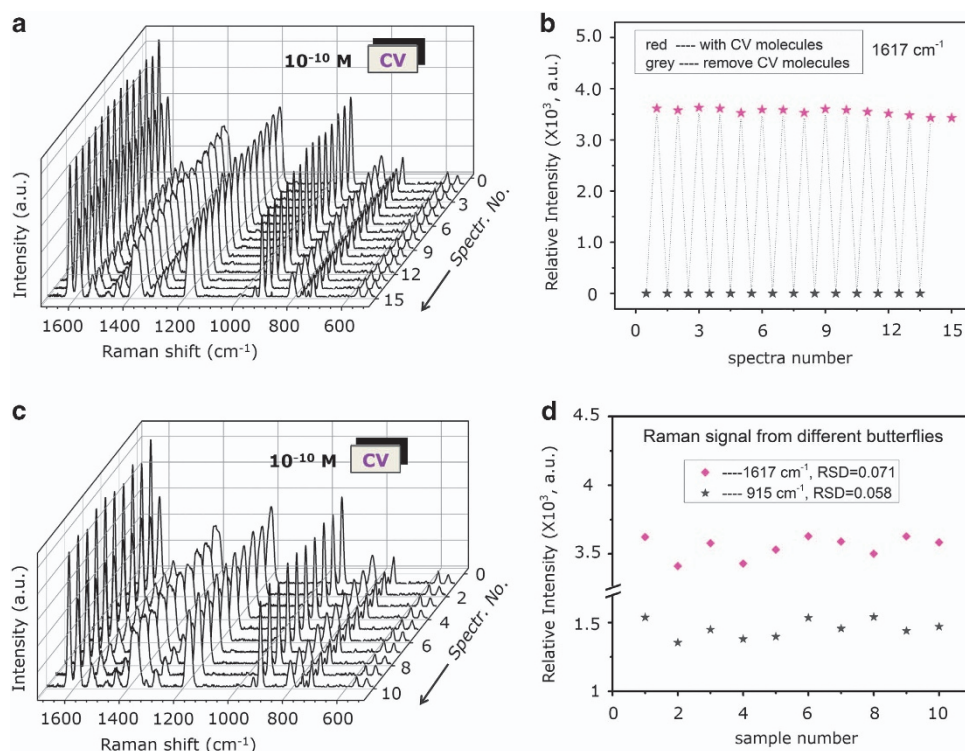 a
10⁻¹⁰ M CV
Intensity (a.u.)
0
3
6
9
12
15
Spectr. No.
1600 1400 1200 1000 800 600
Raman shift (cm⁻¹)
b
5.0
4.0
3.0
2.0
1.0
0
Relative Intensity (X10³, a.u.)
red ---- with CV molecules
grey ---- remove CV molecules
1617 cm⁻¹
0 3 6 9 12 15
spectra number
c
10⁻¹⁰ M CV
Intensity (a.u.)
0
2
4
6
8
10
Spectr. No.
1600 1400 1200 1000 800 600
Raman shift (cm⁻¹)
d
4.5
3.5
1.5
1
Relative Intensity (X10³, a.u.)
Raman signal from different butterflies
----1617 cm⁻¹, RSD=0.071
---- 915 cm⁻¹, RSD=0.058
0 2 4 6 8 10
sample number